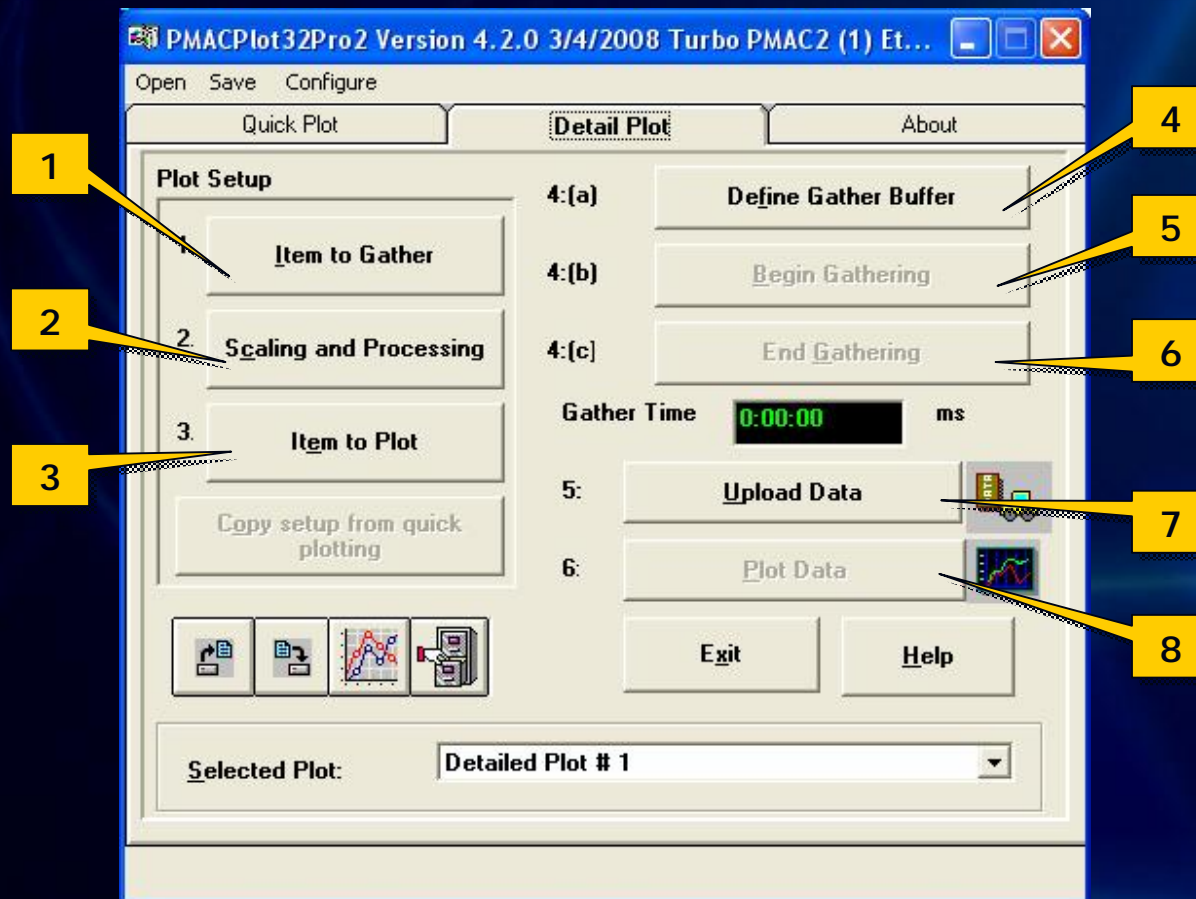 PMACPlot32Pro2 Version 4.2.0 3/4/2008 Turbo PMAC2 (1) Et...
Open Save Configure
Quick Plot Detail Plot About
Plot Setup
1.
Item to Gather
2.
Scaling and Processing
3.
Item to Plot
Copy setup from quick
plotting
4:(a) Define Gather Buffer
4:(b) Begin Gathering
4:(c) End Gathering
Gather Time 0:00:00 ms
5: Upload Data
DATA
6: Plot Data
Exit Help
Selected Plot: Detailed Plot # 1
1
2
3
4
5
6
7
8